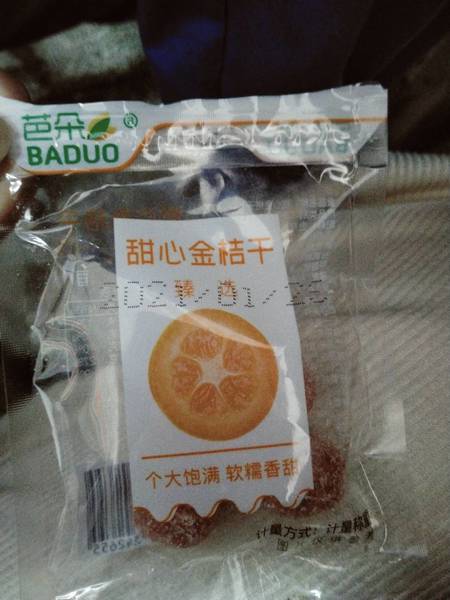 芭朵®
BADUO
甜心金桔干
臻选
2021/01/26
个大饱满 软糯香甜
计量方式：计量称重